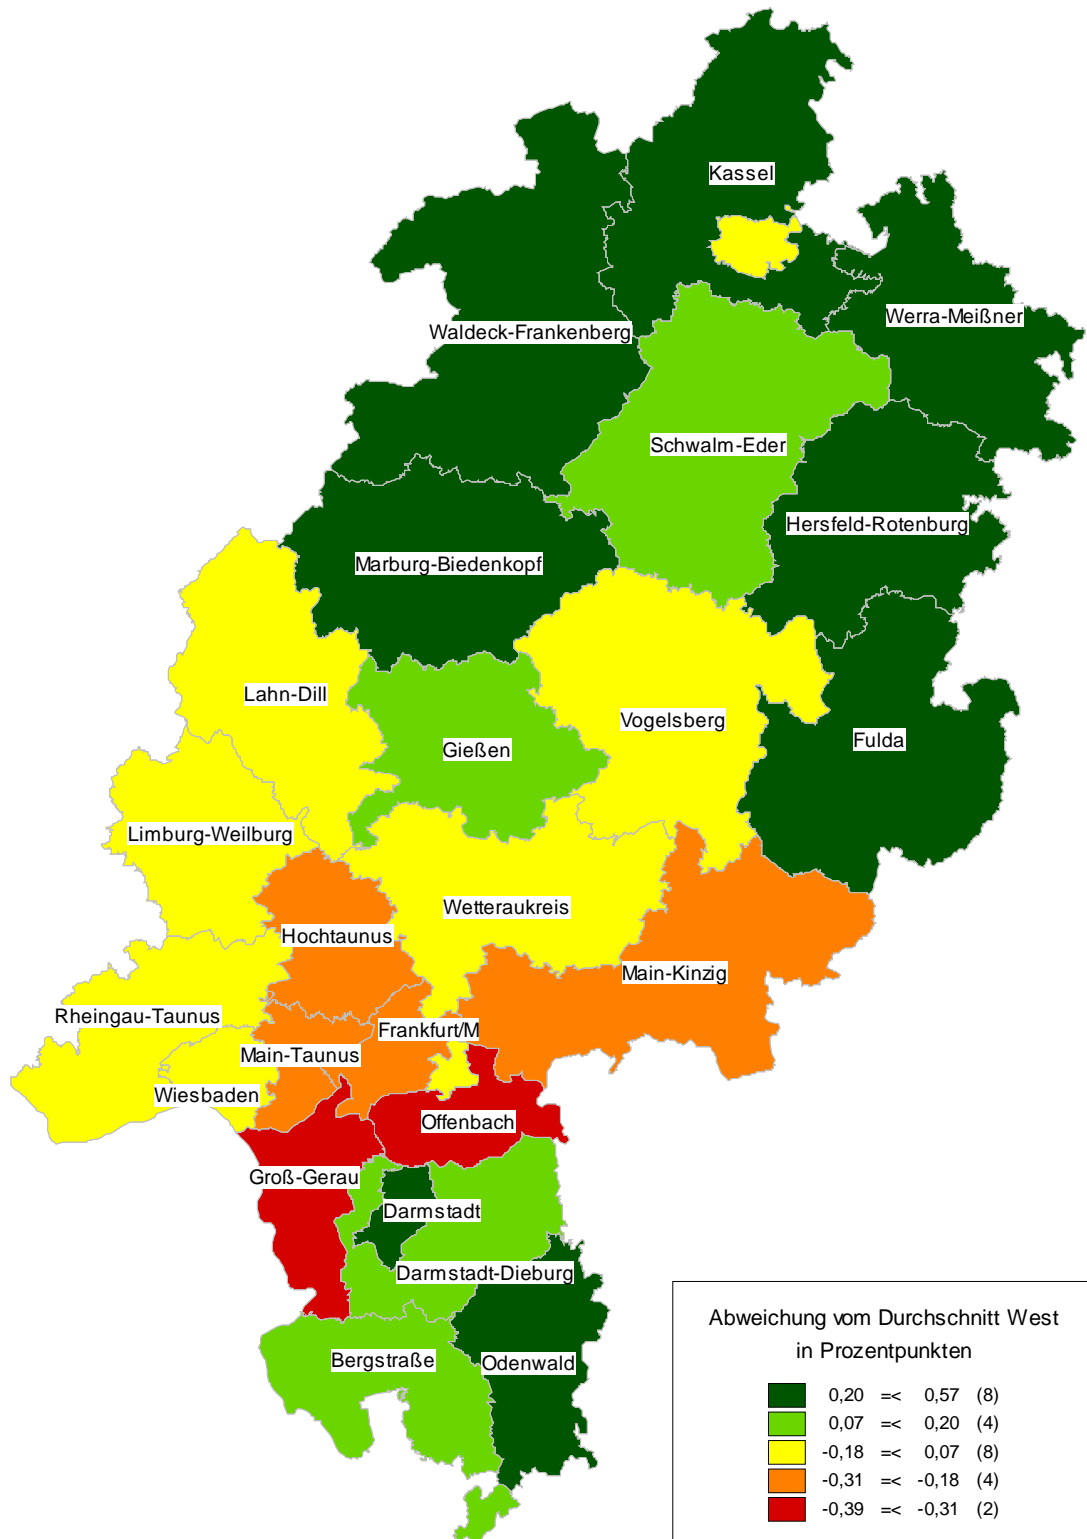 Kassel
Werra-Meißner
Waldeck-Frankenberg
Schwalm-Eder
Hersfeld-Rotenburg
Marburg-Biedenkopf
Lahn-Dill
Vogelsberg
Fulda
Gießen
Limburg-Weilburg
Wetteraukreis
Hochtaunus
Main-Kinzig
Rheingau-Taunus
Frankfurt/M
Main-Taunus
Wiesbaden
Offenbach
Groß-Gerau
Darmstadt
Darmstadt-Dieburg
Bergstraße
Odenwald
Abweichung vom Durchschnitt West
in Prozentpunkten
0,20 =< 0,57 (8)
0,07 =< 0,20 (4)
-0,18 =< 0,07 (8)
-0,31 =< -0,18 (4)
-0,39 =< -0,31 (2)